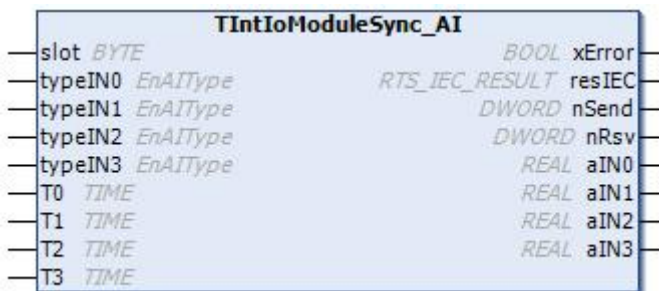 TIntIoModuleSync_AI
slot BYTE BOOL xError
typeIN0 EnAIType RTS_IEC_RESULT resIEC
typeIN1 EnAIType DWORD nSend
typeIN2 EnAIType DWORD nRsv
typeIN3 EnAIType REAL aIN0
T0 TIME REAL aIN1
T1 TIME REAL aIN2
T2 TIME REAL aIN3
T3 TIME